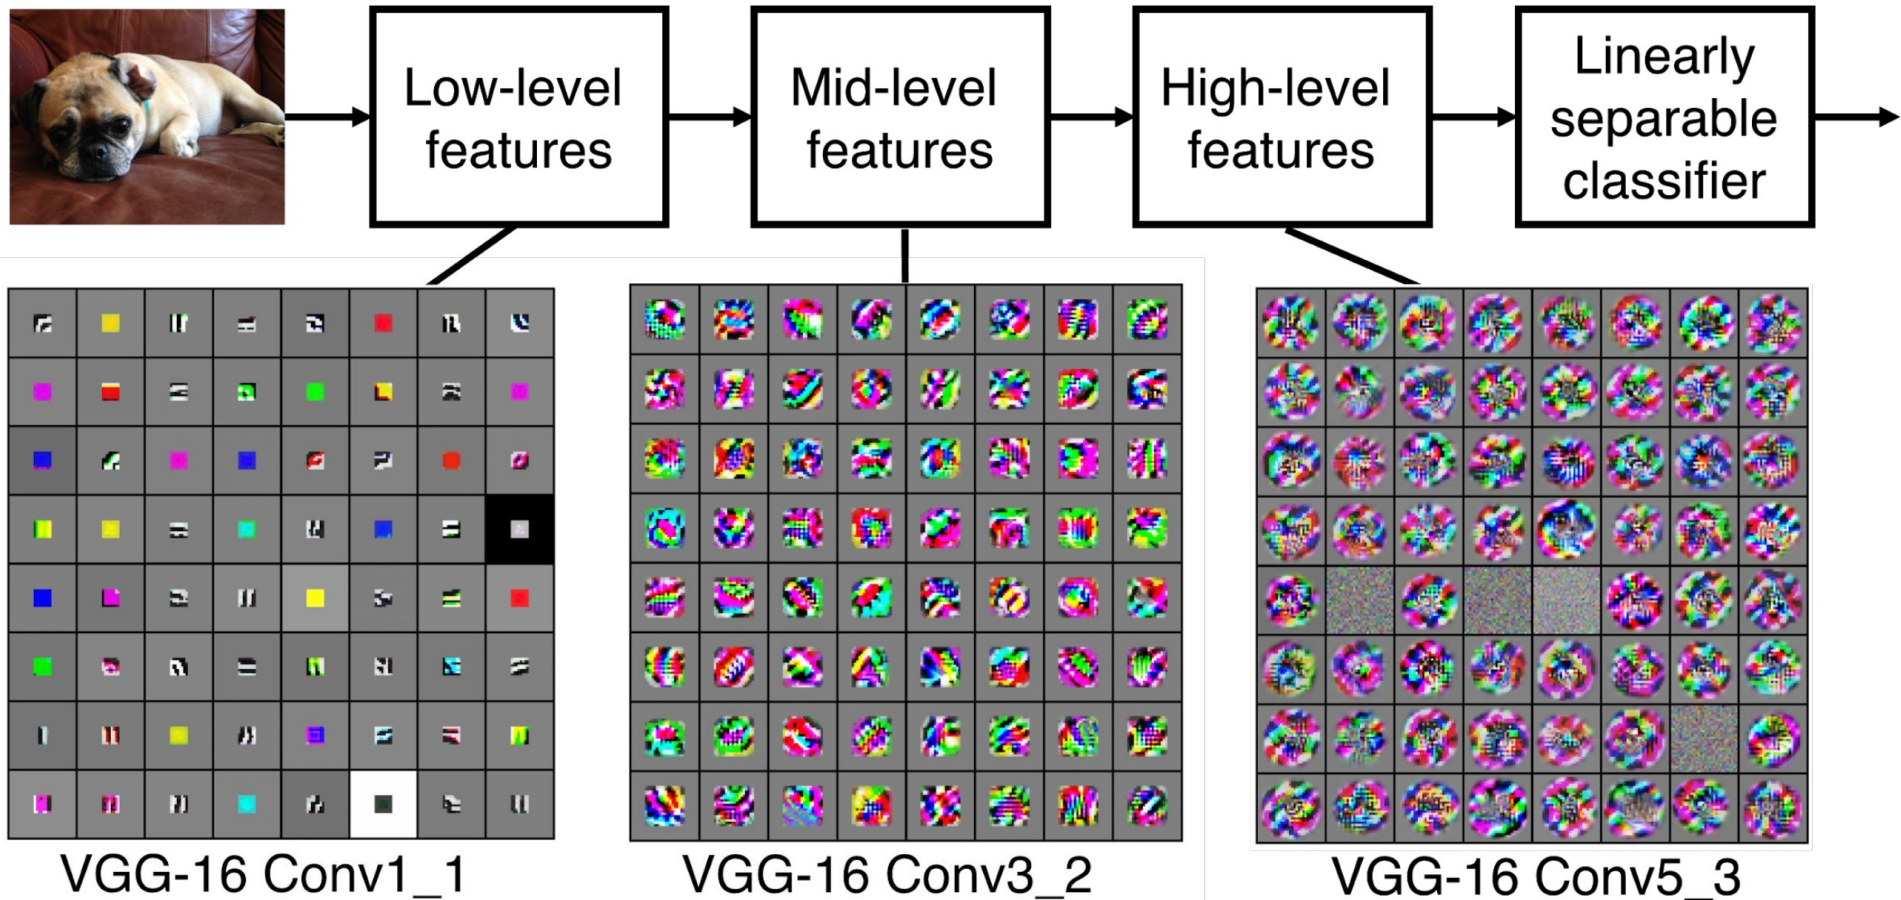 Low-level
features
Mid-level
features
High-level
features
Linearly
separable
classifier
VGG-16 Conv1_1
VGG-16 Conv3_2
VGG-16 Conv5_3